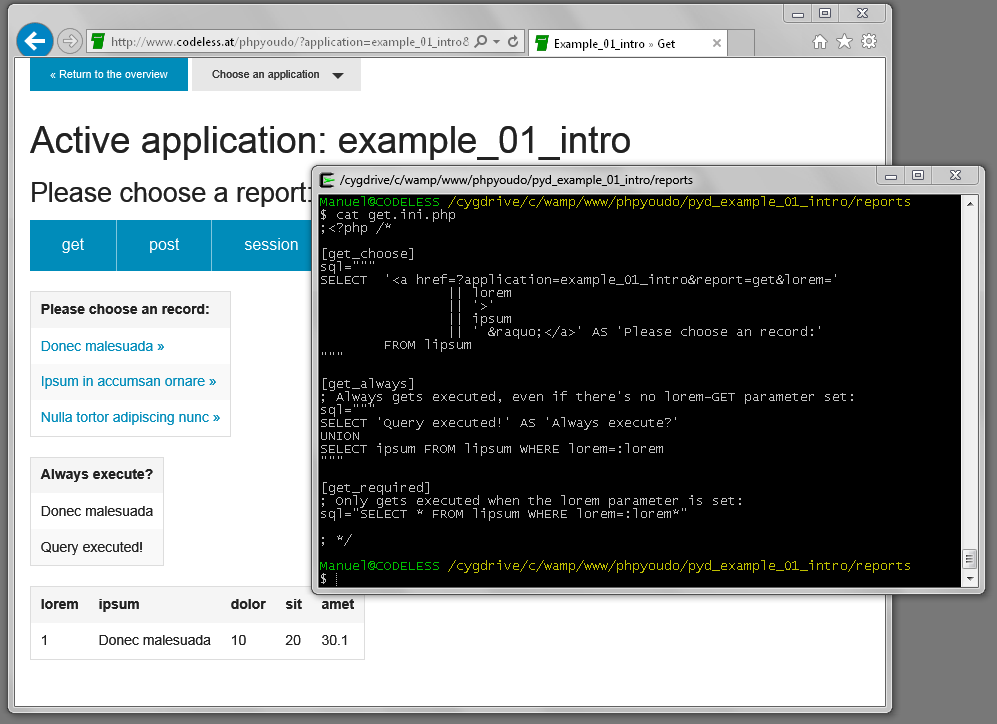 http://www.codeless.at/phpyoudo/?application=example_01_intro&
Example_01_intro » Get
« Return to the overview
Choose an application
Active application: example_01_intro
Please choose a report:
get post session
Please choose an record:
Donec malesuada »
Ipsum in accumsan ornare »
Nulla tortor adipiscing nunc »
Always execute?
Donec malesuada
Query executed!
lorem ipsum dolor sit amet
1 Donec malesuada 10 20 30.1
/cygdrive/c/wamp/www/phpyoudo/pyd_example_01_intro/reports
Manuel@CODELESS /cygdrive/c/wamp/www/phpyoudo/pyd_example_01_intro/reports
$ cat get.ini.php
;<?php /*
[get_choose]
sql="""
SELECT '<a href=?application=example_01_intro&report=get&lorem='
|| lorem
|| '>'
|| ipsum
|| ' &raquo;</a>' AS 'Please choose an record:'
FROM lipsum
"""
[get_always]
; Always gets executed, even if there's no lorem-GET parameter set:
sql="""
SELECT 'Query executed!' AS 'Always execute?'
UNION
SELECT ipsum FROM lipsum WHERE lorem=:lorem
"""
[get_required]
; Only gets executed when the lorem parameter is set:
sql="SELECT * FROM lipsum WHERE lorem=:lorem*"
; */
Manuel@CODELESS /cygdrive/c/wamp/www/phpyoudo/pyd_example_01_intro/reports
$